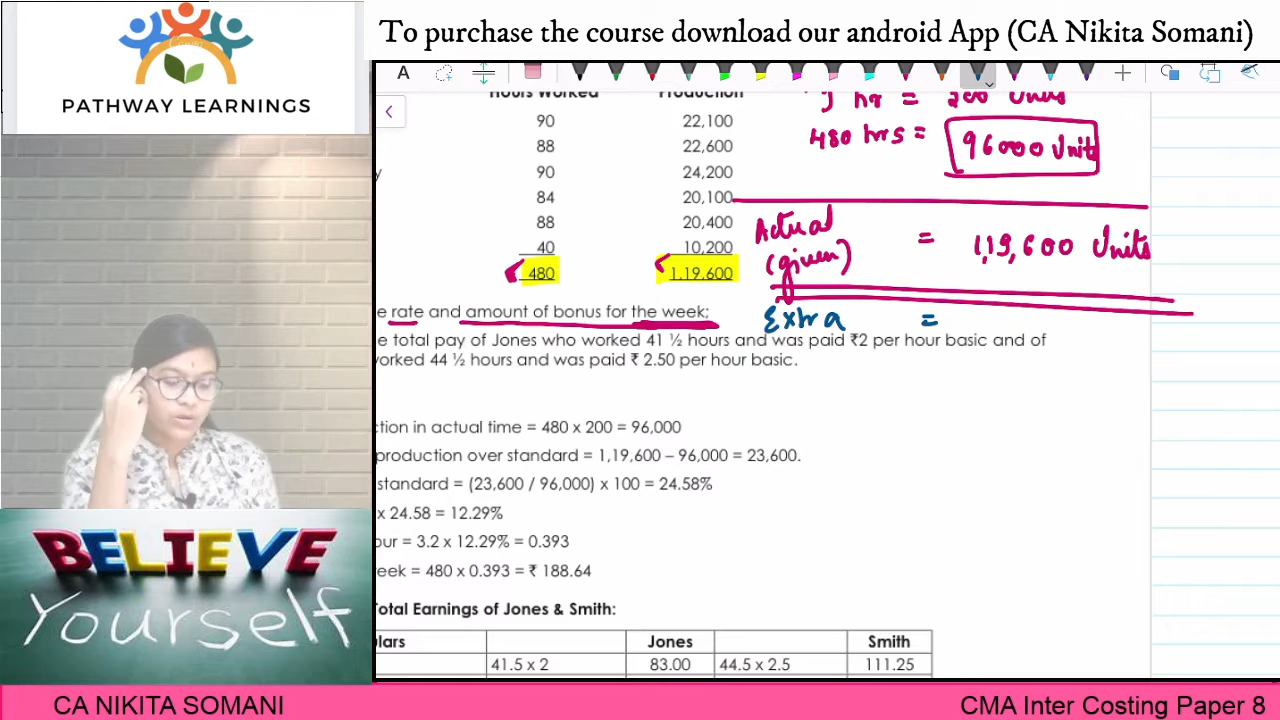 To purchase the course download our android App (CA Nikita Somani)
PATHWAY LEARNINGS
A
Hours Worked Production
90 22,100
88 22,600
90 24,200
84 20,100
88 20,400
40 10,200
480 1,19,600
1 hr = 200 Units
480 hrs = 96000 Units
Actual (given) = 1,19,600 Units
Extra =
e rate and amount of bonus for the week;
e total pay of Jones who worked 41 ½ hours and was paid ₹2 per hour basic and of
orked 44 ½ hours and was paid ₹ 2.50 per hour basic.
ction in actual time = 480 x 200 = 96,000
production over standard = 1,19,600 – 96,000 = 23,600.
standard = (23,600 / 96,000) x 100 = 24.58%
x 24.58 = 12.29%
our = 3.2 x 12.29% = 0.393
eek = 480 x 0.393 = ₹ 188.64
Total Earnings of Jones & Smith:
lars Jones Smith
41.5 x 2 83.00 44.5 x 2.5 111.25
BELIEVE
Yourself
CA NIKITA SOMANI
CMA Inter Costing Paper 8